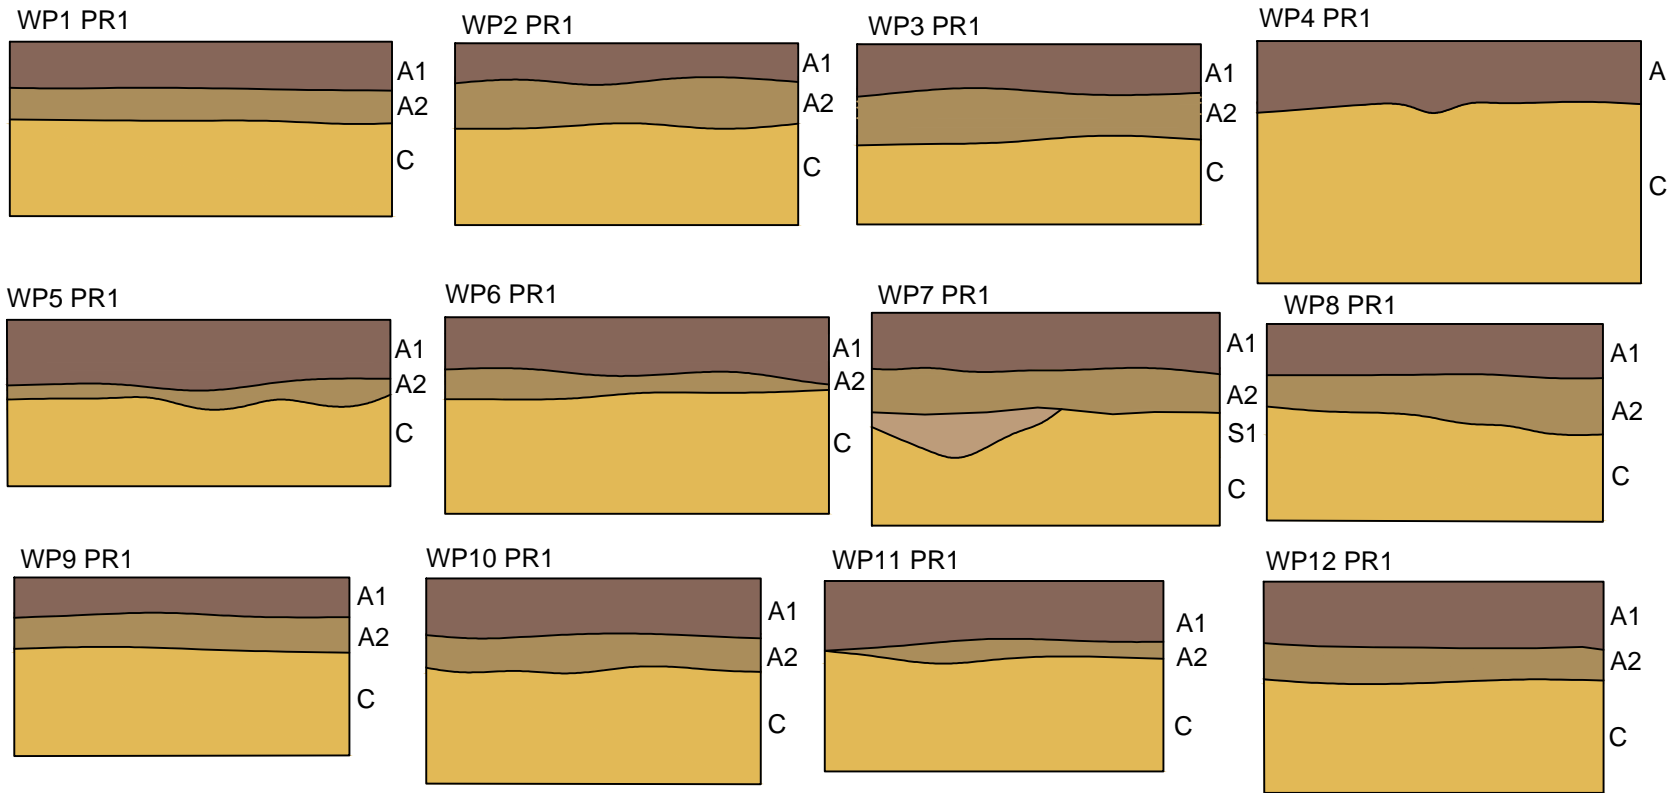 WP1 PR1
A1
A2
C
WP2 PR1
A1
A2
C
WP3 PR1
A1
A2
C
WP4 PR1
A
C
WP5 PR1
A1
A2
C
WP6 PR1
A1
A2
C
WP7 PR1
A1
A2
S1
C
WP8 PR1
A1
A2
C
WP9 PR1
A1
A2
C
WP10 PR1
A1
A2
C
WP11 PR1
A1
A2
C
WP12 PR1
A1
A2
C